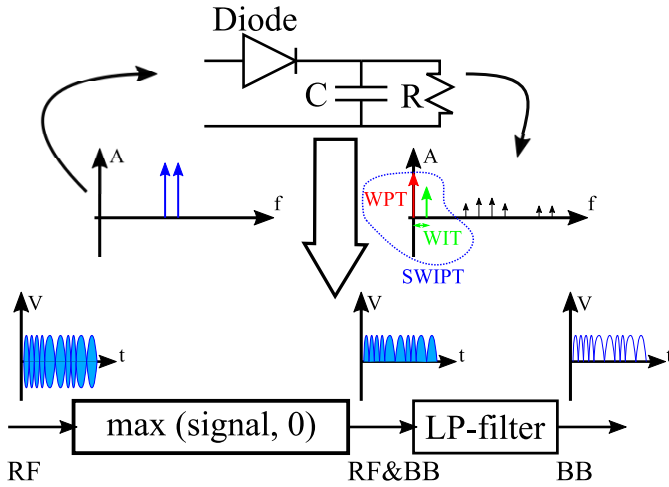 Diode
C
R
A
f
A
f
WPT
WIT
SWIPT
V
t
V
t
V
t
max (signal, 0)
LP-filter
RF
RF&BB
BB